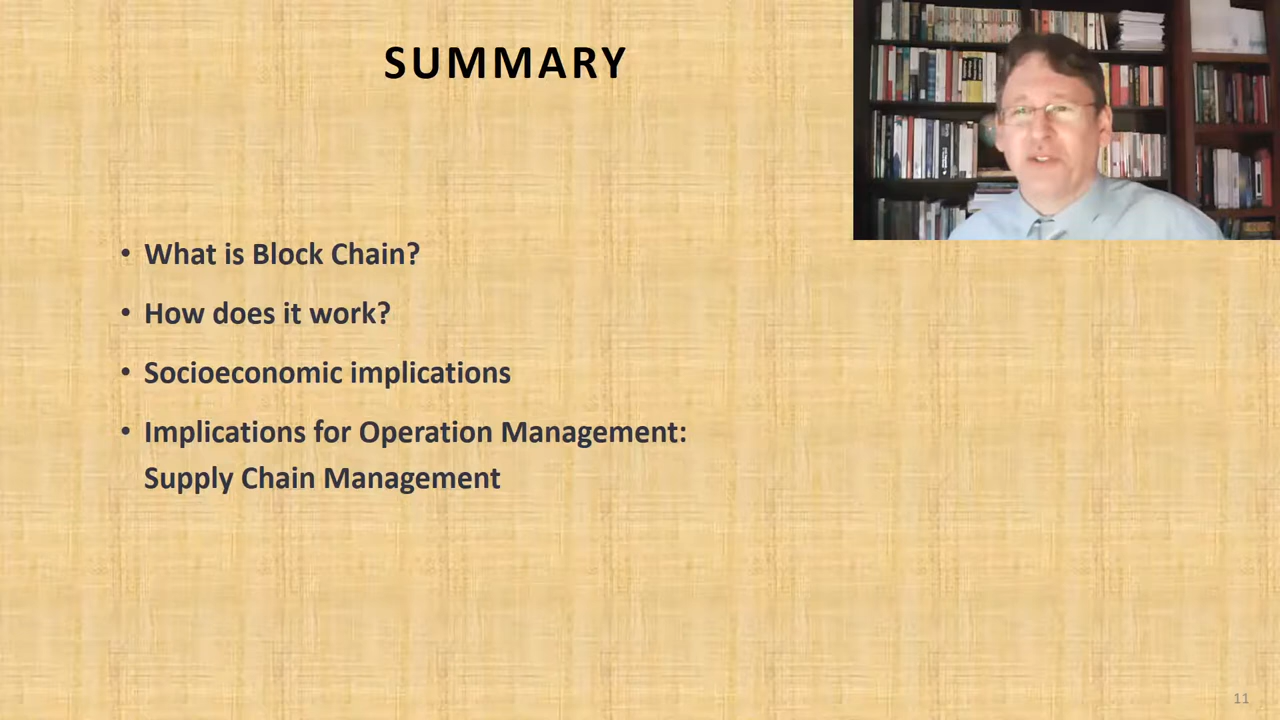 SUMMARY
• What is Block Chain?
• How does it work?
• Socioeconomic implications
• Implications for Operation Management:
Supply Chain Management
11